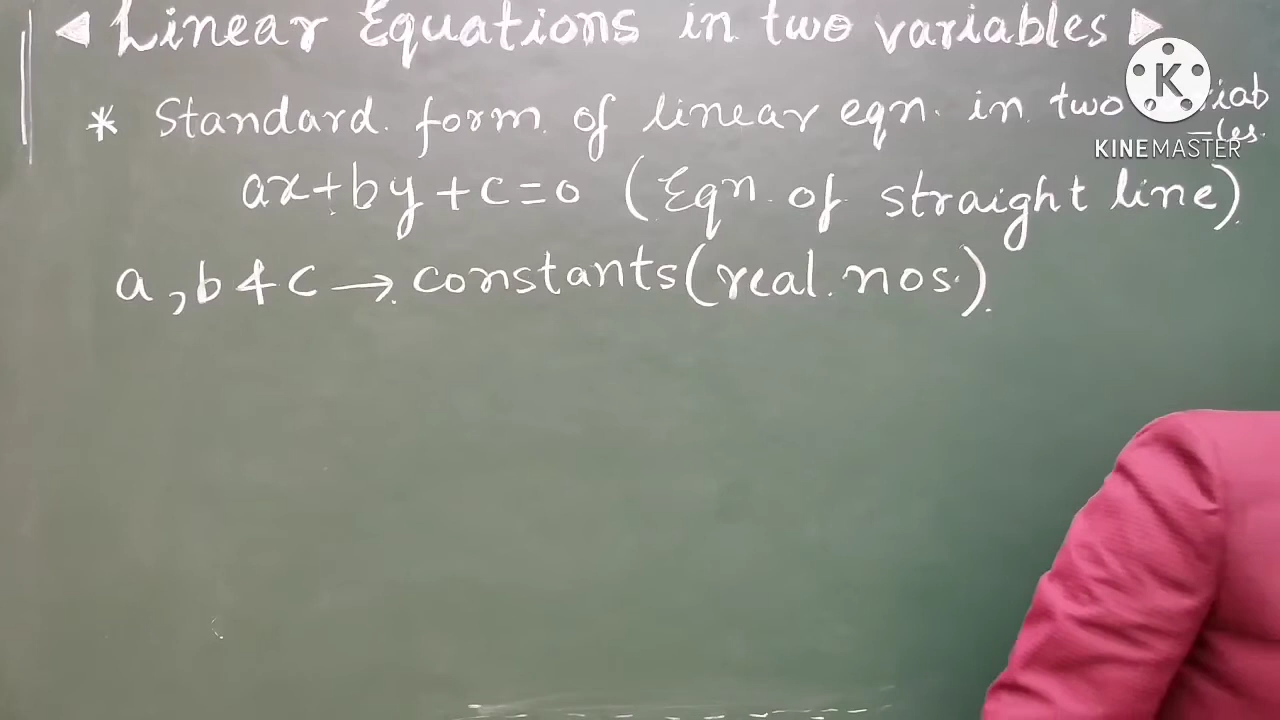 Linear Equations in two variables
* Standard form of linear eqn. in two
-les.
ax+by+c=0 (Eqn. of straight line)
a, b & c → constants (real nos.)
K
KINEMASTER